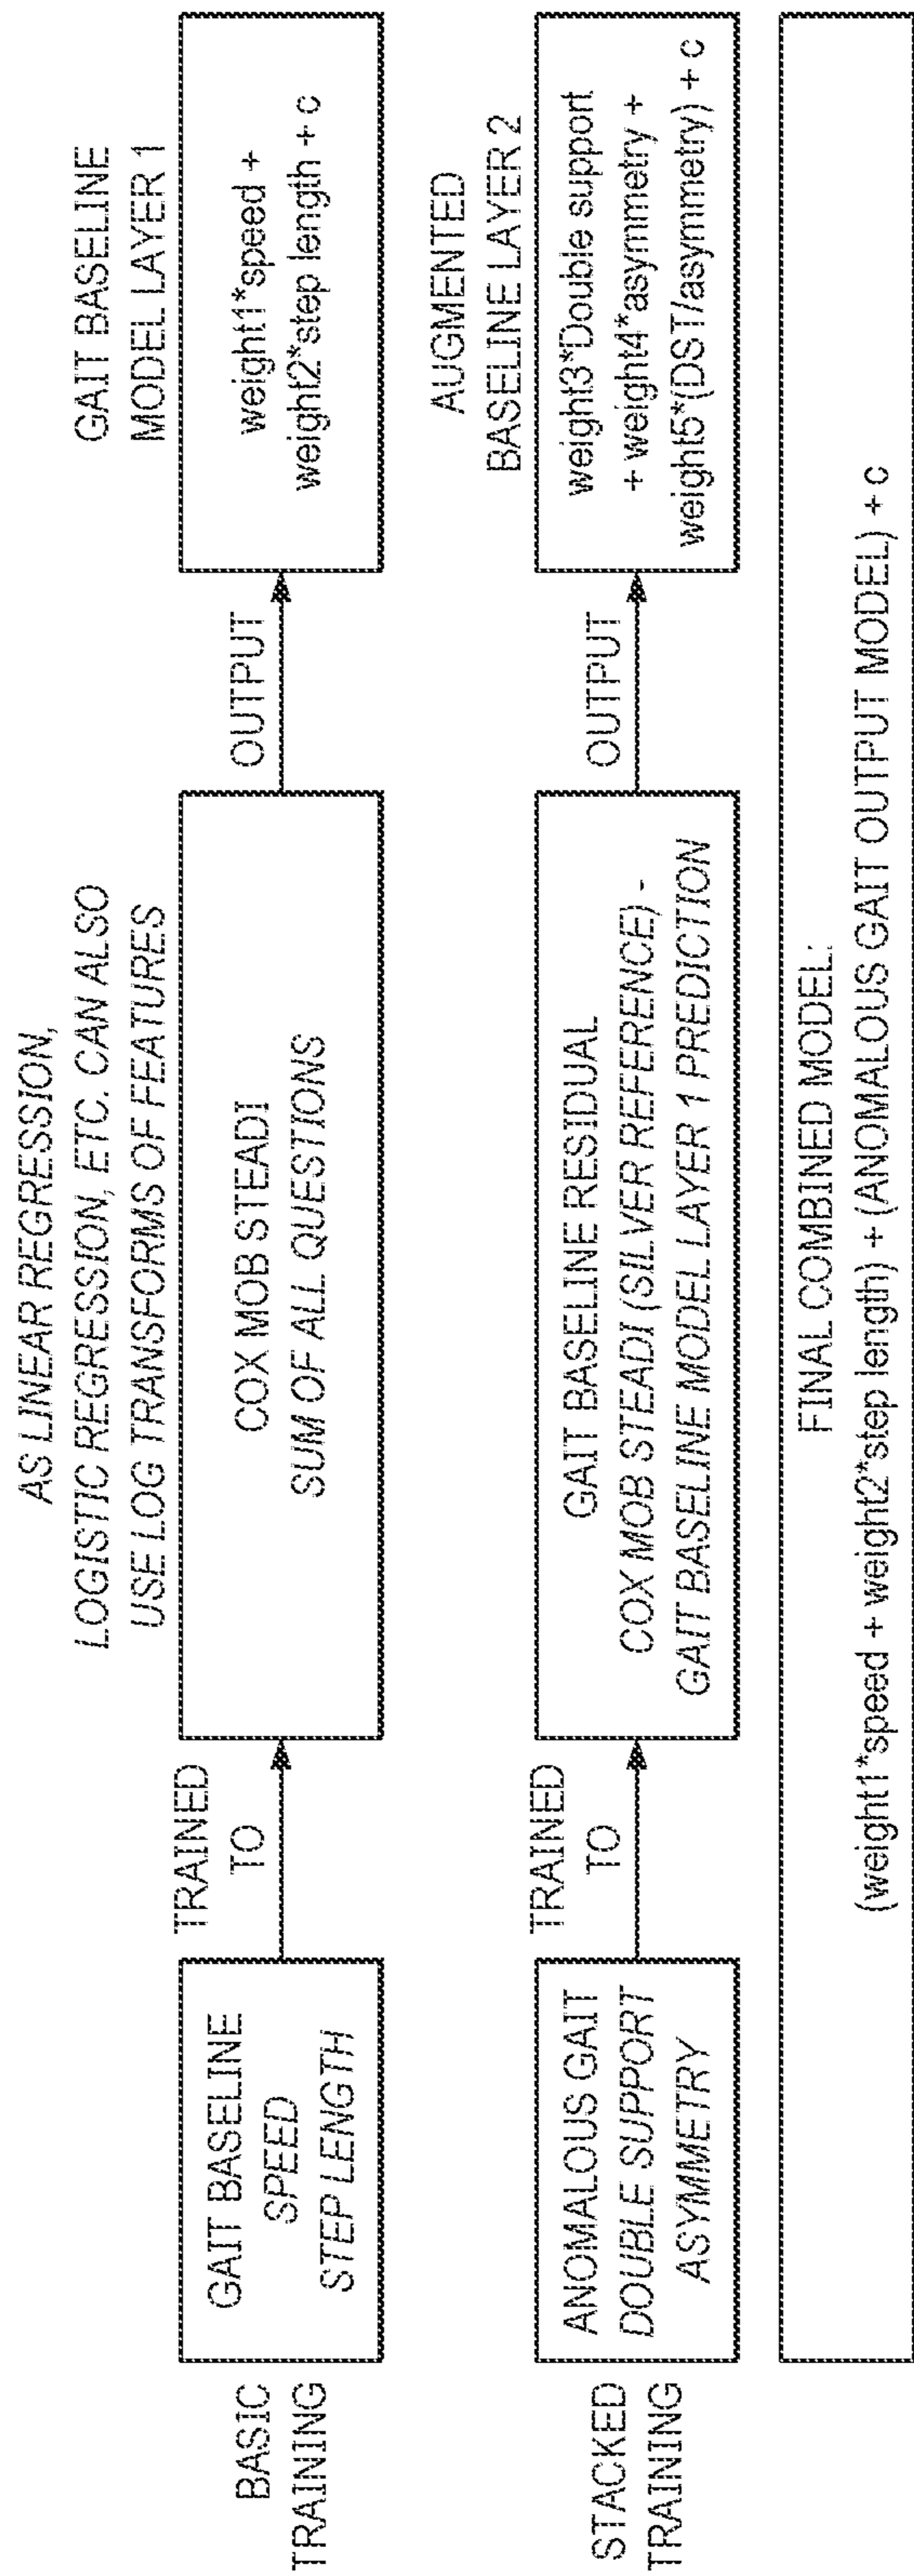 BASIC
TRAINING
GAIT BASELINE
SPEED
STEP LENGTH
TRAINED
TO
AS LINEAR REGRESSION,
LOGISTIC REGRESSION, ETC. CAN ALSO
USE LOG TRANSFORMS OF FEATURES
COX MOB STEADI
SUM OF ALL QUESTIONS
OUTPUT
GAIT BASELINE
MODEL LAYER 1
weight1*speed +
weight2*step length + c
STACKED
TRAINING
ANOMALOUS GAIT
DOUBLE SUPPORT
ASYMMETRY
TRAINED
TO
GAIT BASELINE RESIDUAL
COX MOB STEADI (SILVER REFERENCE) -
GAIT BASELINE MODEL LAYER 1 PREDICTION
OUTPUT
AUGMENTED
BASELINE LAYER 2
weight3*Double support
+ weight4*asymmetry +
weight5*(DST/asymmetry) + c
FINAL COMBINED MODEL:
(weight1*speed + weight2*step length) + (ANOMALOUS GAIT OUTPUT MODEL) + c